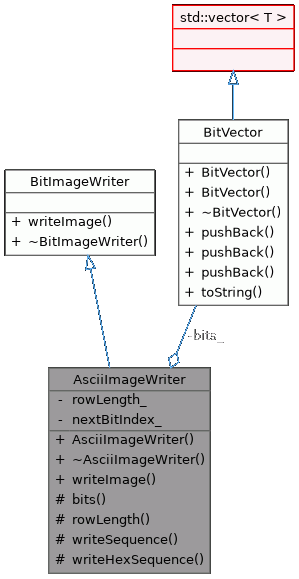 std::vector< T >
BitVector
+ BitVector()
+ BitVector()
+ ~BitVector()
+ pushBack()
+ pushBack()
+ pushBack()
+ toString()
BitImageWriter
+ writeImage()
+ ~BitImageWriter()
-bits_
AsciiImageWriter
- rowLength_
- nextBitIndex_
+ AsciiImageWriter()
+ ~AsciiImageWriter()
+ writeImage()
# bits()
# rowLength()
# writeSequence()
# writeHexSequence()